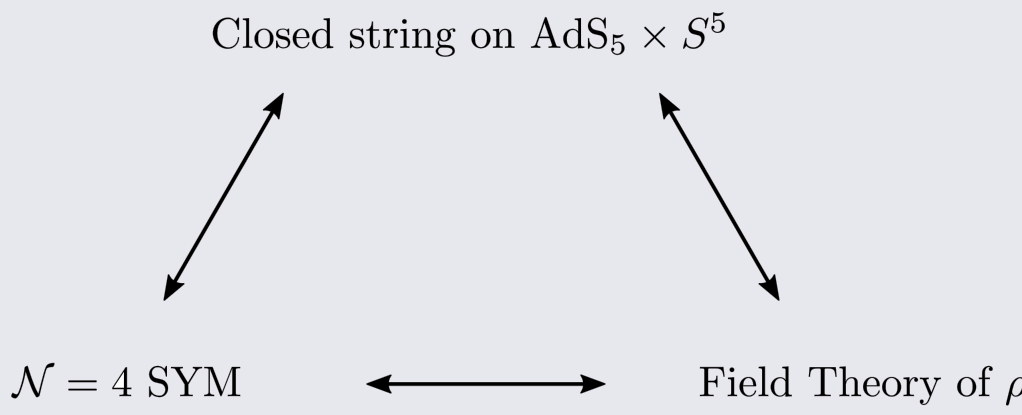 Closed string on AdS₅ × S⁵
𝒩 = 4 SYM
Field Theory of ρ